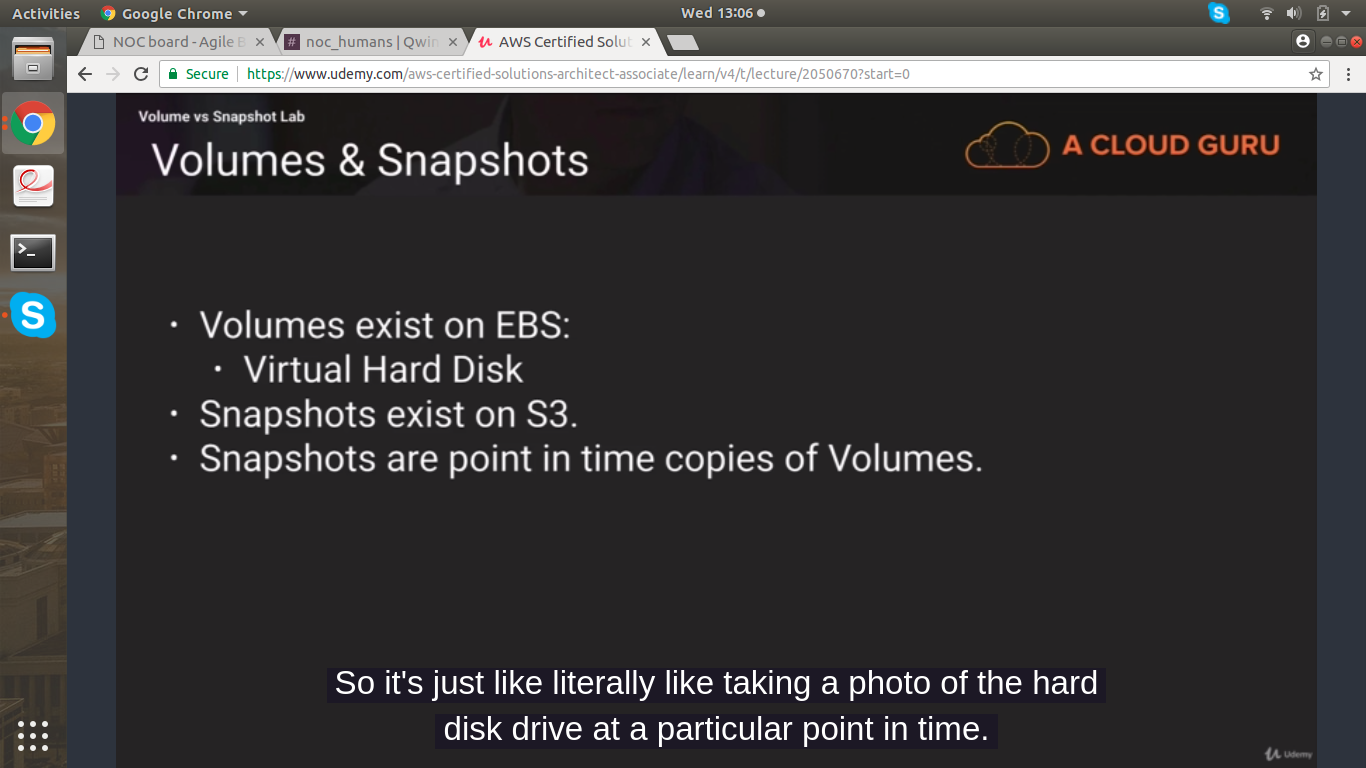 Activities
Google Chrome
Wed 13:06
NOC board - Agile B
# noc_humans | Qwin
AWS Certified Solut
Secure
https://www.udemy.com/aws-certified-solutions-architect-associate/learn/v4/t/lecture/2050670?start=0
Volume vs Snapshot Lab
Volumes & Snapshots
A CLOUD GURU
• Volumes exist on EBS:
• Virtual Hard Disk
• Snapshots exist on S3.
• Snapshots are point in time copies of Volumes.
So it's just like literally like taking a photo of the hard
disk drive at a particular point in time.
Udemy